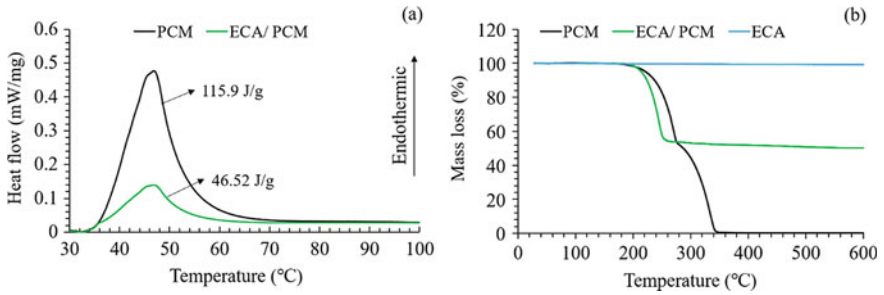 (a)
PCM ECA/ PCM
0.6
0.5
0.4
0.3
0.2
0.1
0
Heat flow (mW/mg)
115.9 J/g
46.52 J/g
Endothermic
30 40 50 60 70 80 90 100
Temperature (℃)
(b)
PCM ECA/ PCM ECA
120
100
80
60
40
20
0
Mass loss (%)
0 100 200 300 400 500 600
Temperature (℃)